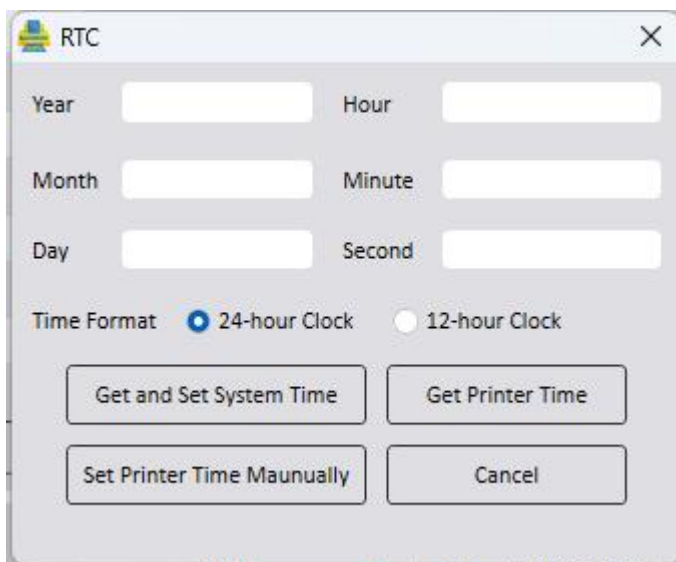 RTC
Year Hour
Month Minute
Day Second
Time Format 24-hour Clock 12-hour Clock
Get and Set System Time Get Printer Time
Set Printer Time Maunually Cancel